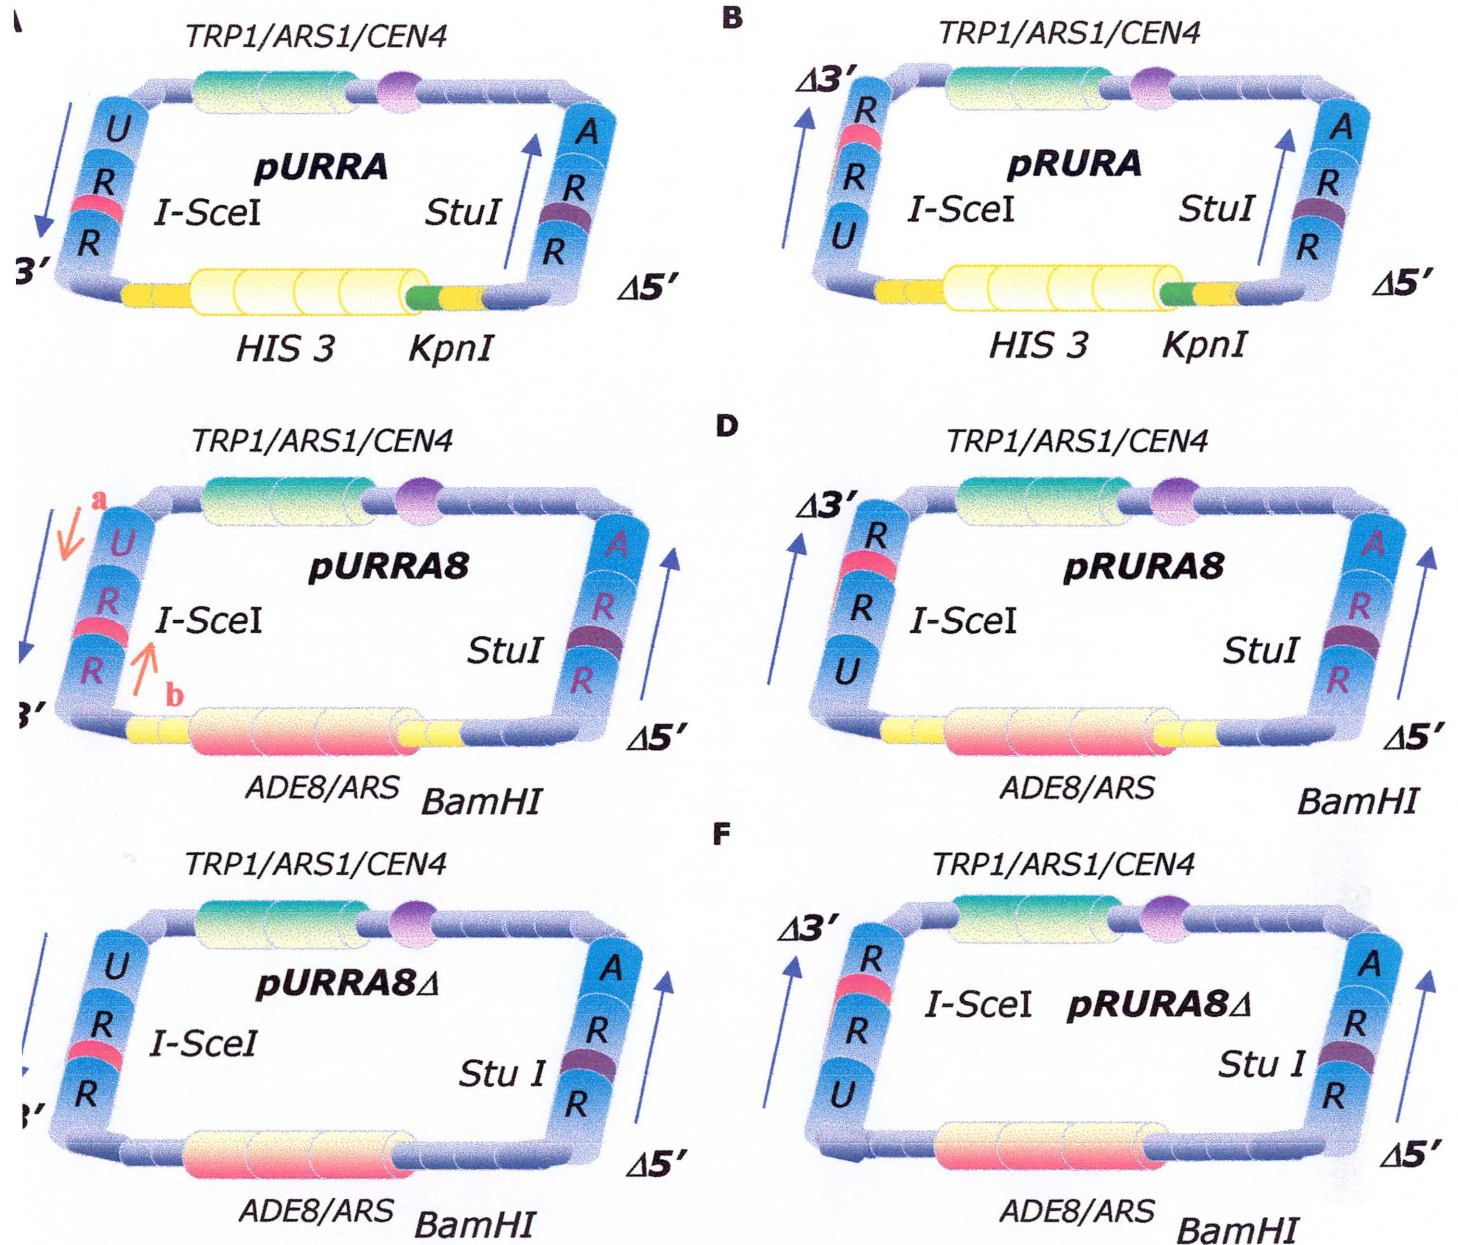 A B
TRP1/ARS1/CEN4 TRP1/ARS1/CEN4
Δ3′
U A R A
pURRA pRURA
R R R R
I-SceI StuI I-SceI StuI
R R U R
3′ Δ5′ Δ5′
HIS 3 KpnI HIS 3 KpnI
D
TRP1/ARS1/CEN4 TRP1/ARS1/CEN4
a Δ3′
U A R A
pURRA8 pRURA8
R R R R
I-SceI StuI I-SceI StuI
R R U R
b
3′ Δ5′ Δ5′
ADE8/ARS BamHI ADE8/ARS BamHI
F
TRP1/ARS1/CEN4 TRP1/ARS1/CEN4
Δ3′
U A R A
pURRA8Δ I-SceI pRURA8Δ
R R R R
I-SceI Stu I Stu I
R R U R
3′ Δ5′ Δ5′
ADE8/ARS BamHI ADE8/ARS BamHI